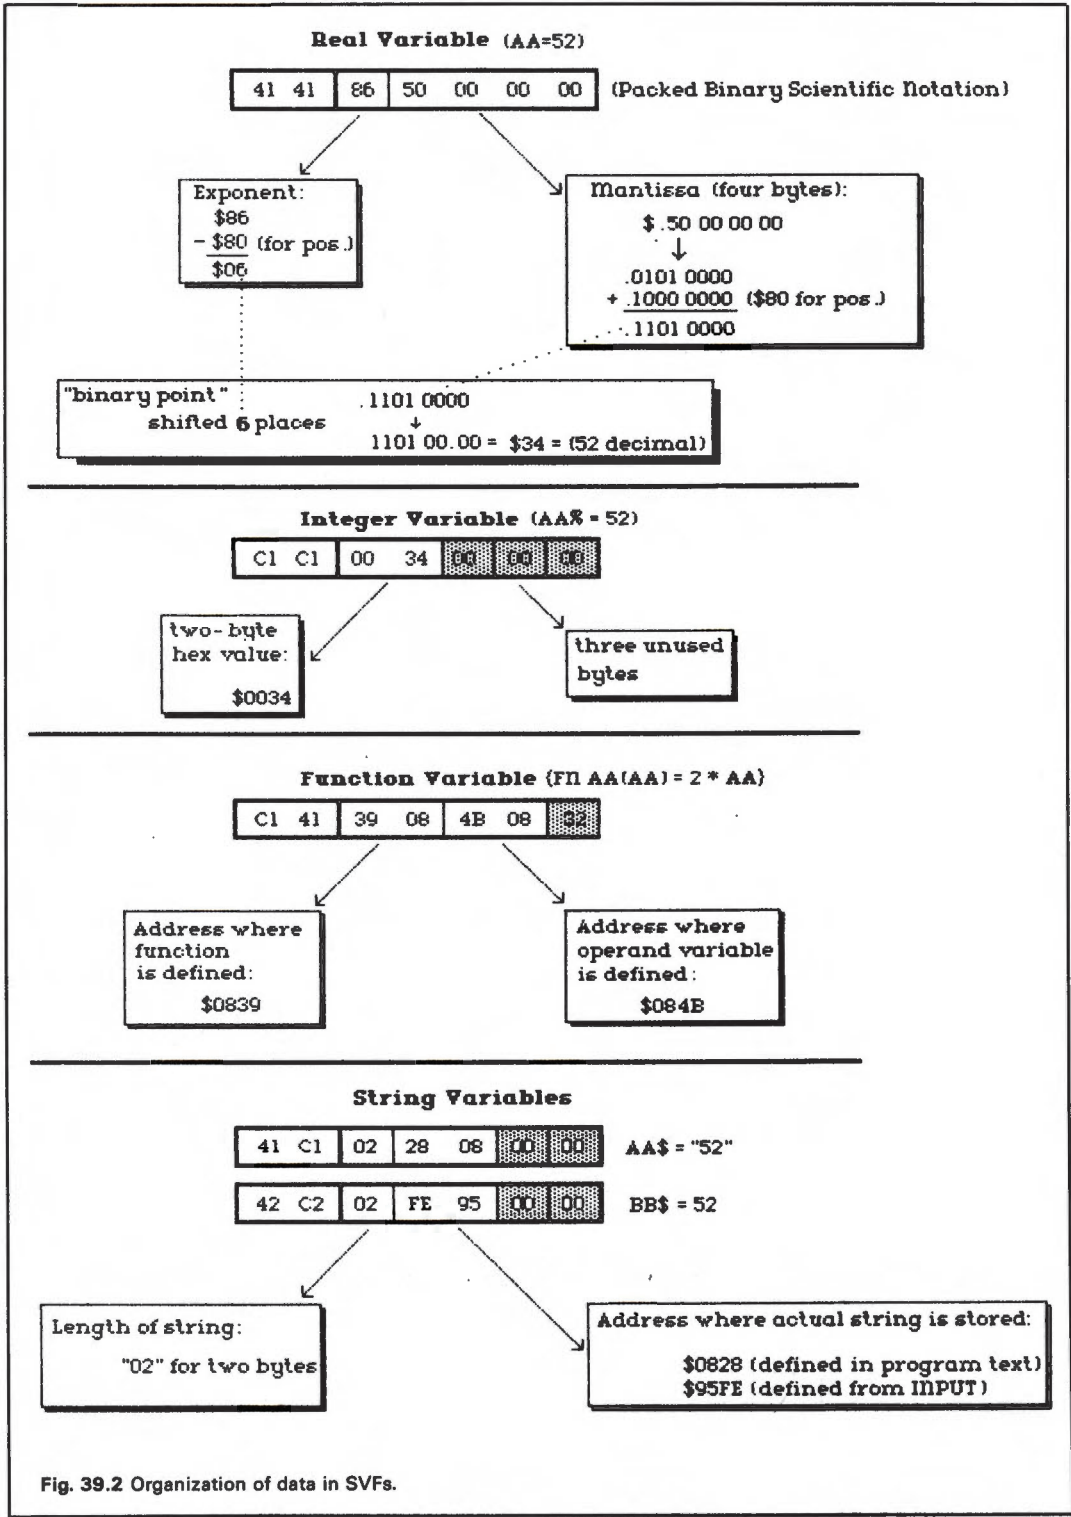 Real Variable (AA=52)
41 41 86 50 00 00 00 (Packed Binary Scientific Notation)
Exponent:
$86
- $80 (for pos.)
$06
Mantissa (four bytes):
$ .50 00 00 00
↓
.0101 0000
+ .1000 0000 ($80 for pos.)
.1101 0000
"binary point"
shifted 6 places
.1101 0000
↓
1101 00.00 = $34 = (52 decimal)
Integer Variable (AA% = 52)
C1 C1 00 34 00 00 00
two-byte
hex value:
$0034
three unused
bytes
Function Variable (FN AA(AA) = 2 * AA)
C1 41 39 08 4B 08 32
Address where
function
is defined:
$0839
Address where
operand variable
is defined:
$084B
String Variables
41 C1 02 28 08 00 00 AA$ = "52"
42 C2 02 FE 95 00 00 BB$ = 52
Length of string:
"02" for two bytes
Address where actual string is stored:
$0828 (defined in program text)
$95FE (defined from INPUT)
Fig. 39.2 Organization of data in SVFs.